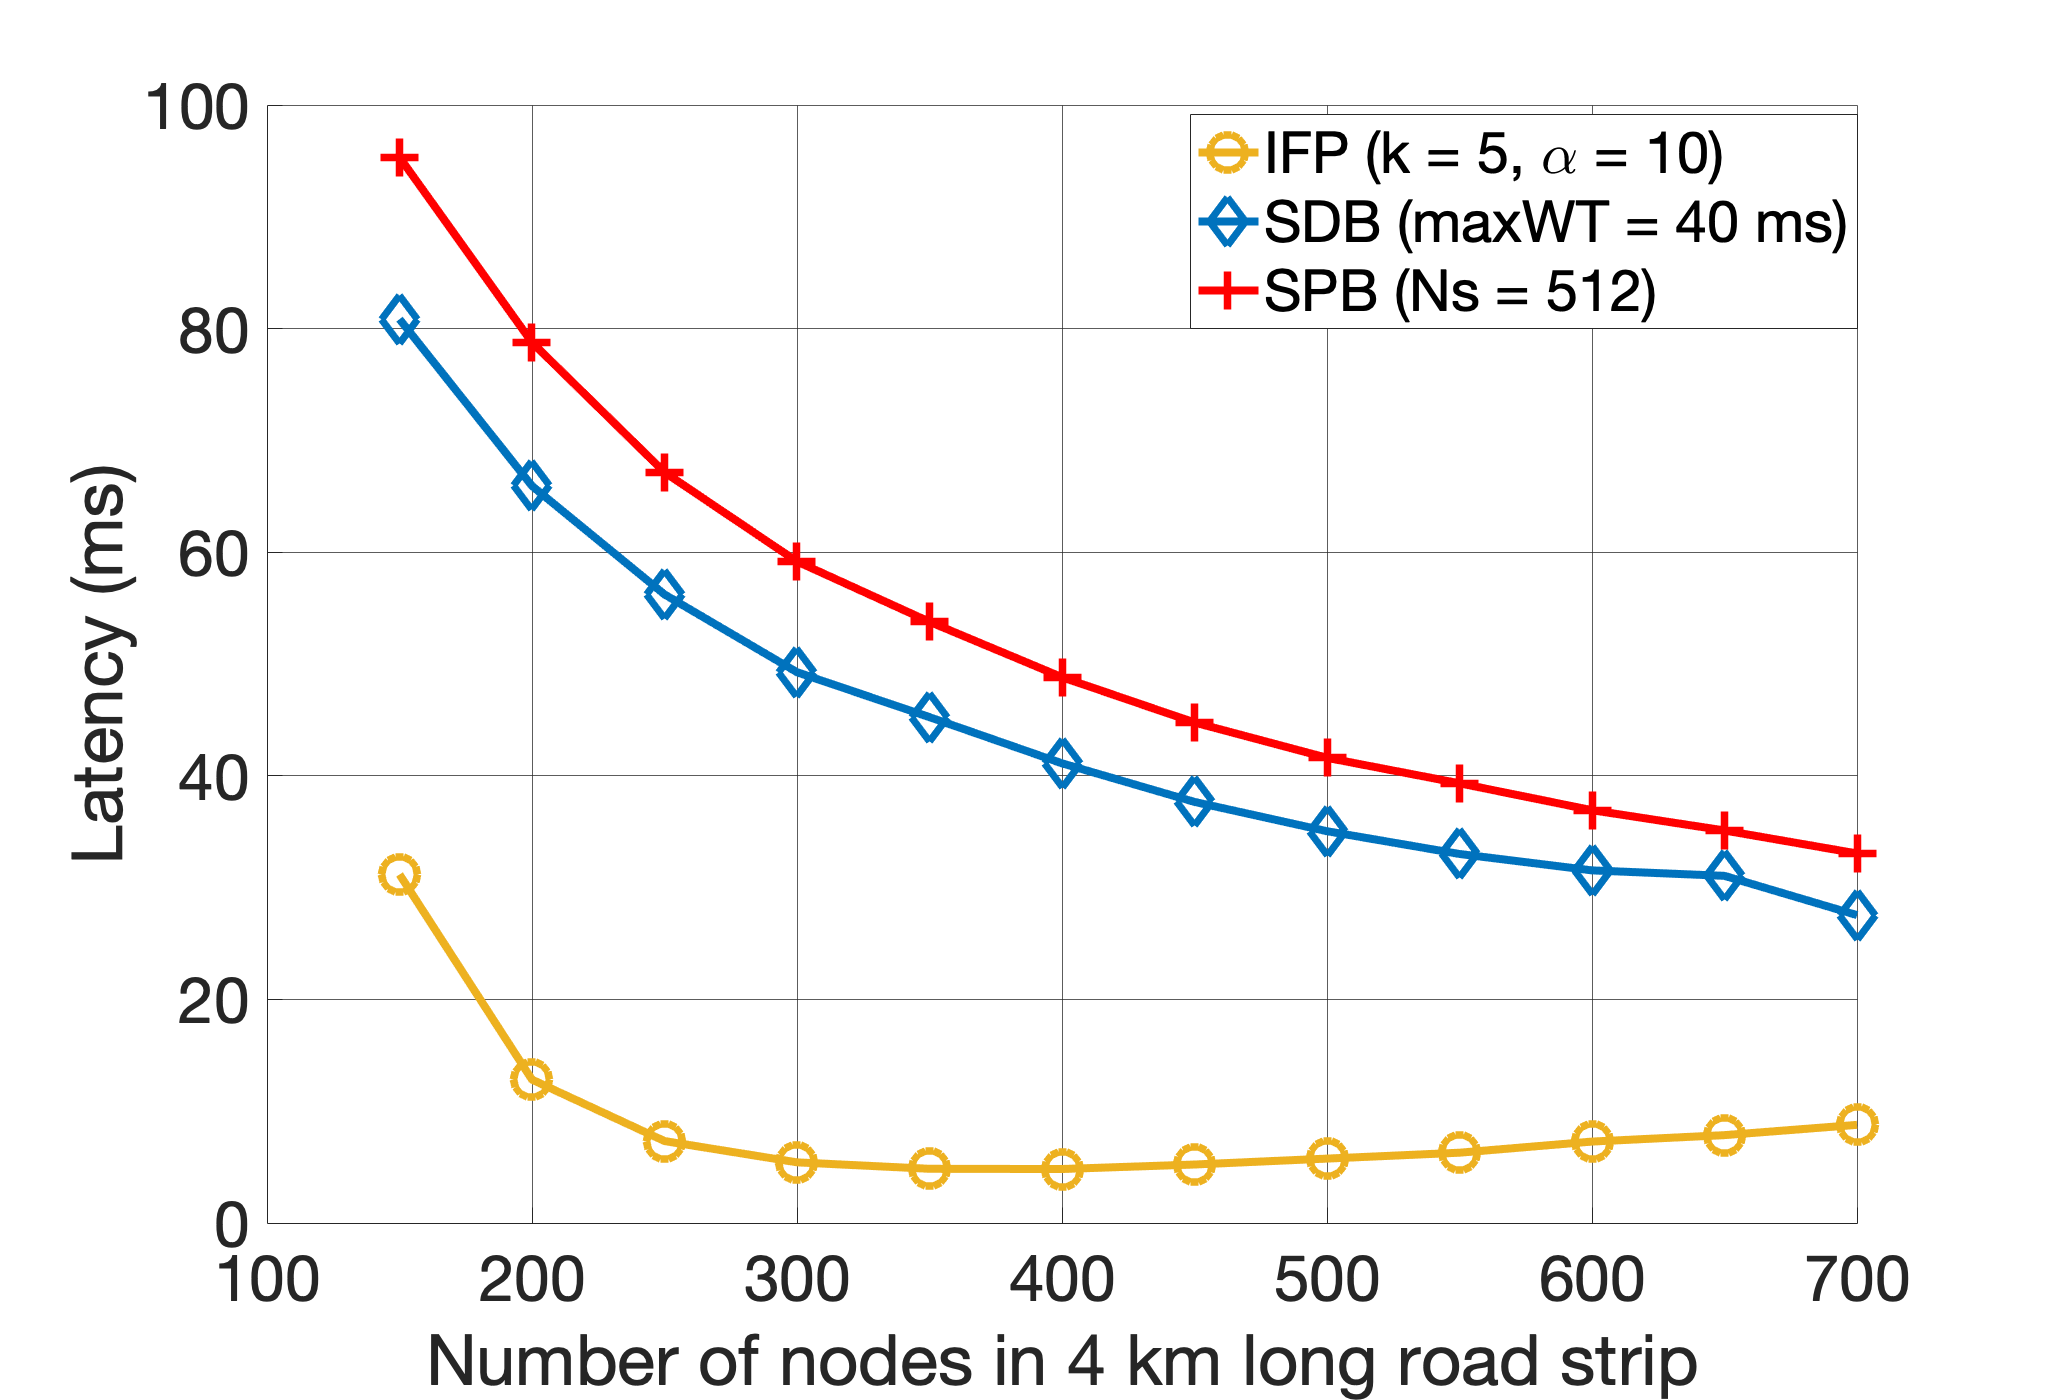 100
80
60
40
20
0
Latency (ms)
IFP (k = 5, α = 10)
SDB (maxWT = 40 ms)
SPB (Ns = 512)
100 200 300 400 500 600 700
Number of nodes in 4 km long road strip